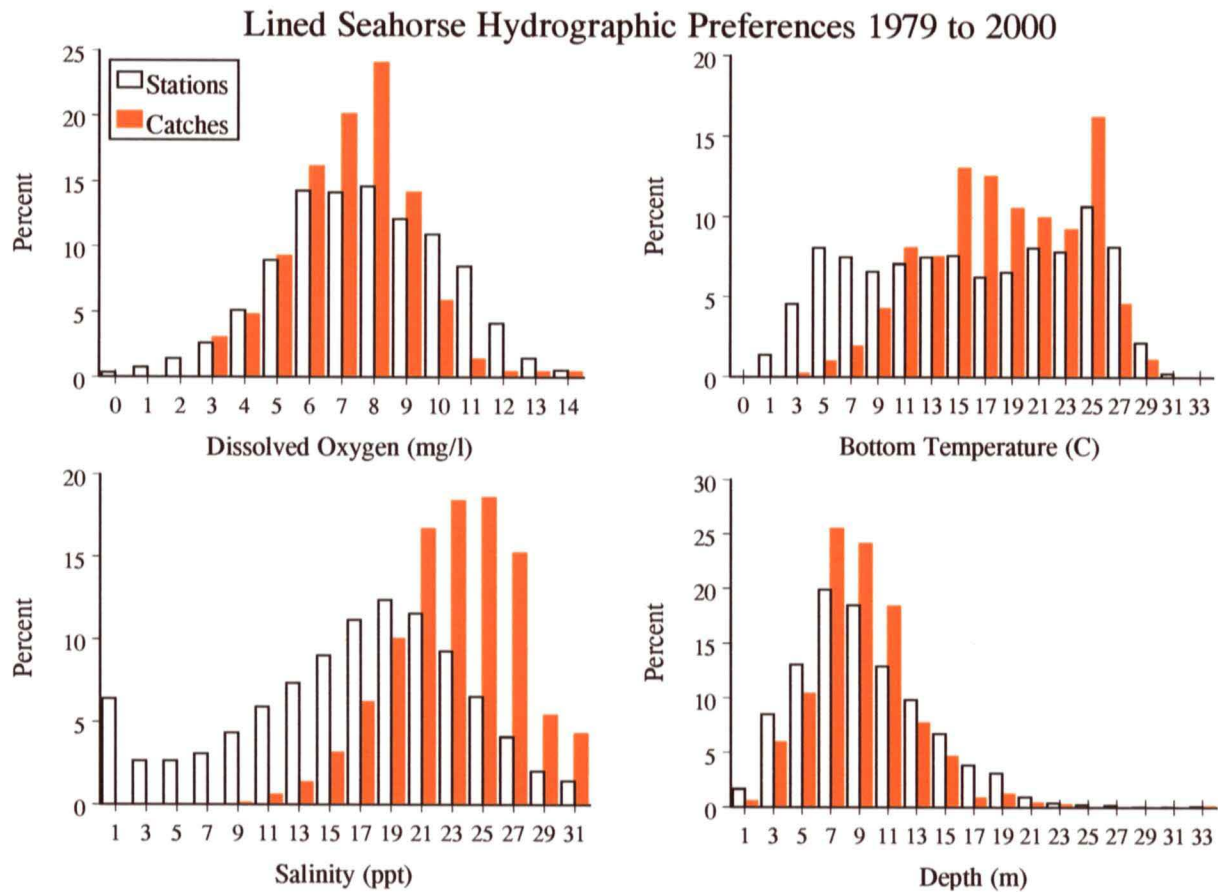 Lined Seahorse Hydrographic Preferences 1979 to 2000
25
20
15
10
5
0
Percent
Stations
Catches
0 1 2 3 4 5 6 7 8 9 10 11 12 13 14
Dissolved Oxygen (mg/l)
20
15
10
5
0
Percent
0 1 3 5 7 9 11 13 15 17 19 21 23 25 27 29 31 33
Bottom Temperature (C)
20
15
10
5
0
Percent
1 3 5 7 9 11 13 15 17 19 21 23 25 27 29 31
Salinity (ppt)
30
25
20
15
10
5
0
Percent
1 3 5 7 9 11 13 15 17 19 21 23 25 27 29 31 33
Depth (m)